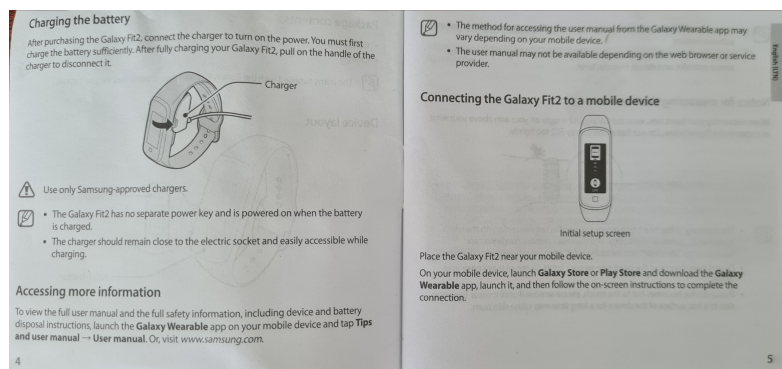 Charging the battery
After purchasing the Galaxy Fit2, connect the charger to turn on the power. You must first
charge the battery sufficiently. After fully charging your Galaxy Fit2, pull on the handle of the
charger to disconnect it.
Charger
Use only Samsung-approved chargers.
• The Galaxy Fit2 has no separate power key and is powered on when the battery
is charged.
• The charger should remain close to the electric socket and easily accessible while
charging.
Accessing more information
To view the full user manual and the full safety information, including device and battery
disposal instructions, launch the Galaxy Wearable app on your mobile device and tap Tips
and user manual → User manual. Or, visit www.samsung.com.
4
• The method for accessing the user manual from the Galaxy Wearable app may
vary depending on your mobile device.
• The user manual may not be available depending on the web browser or service
provider.
Connecting the Galaxy Fit2 to a mobile device
Initial setup screen
Place the Galaxy Fit2 near your mobile device.
On your mobile device, launch Galaxy Store or Play Store and download the Galaxy
Wearable app, launch it, and then follow the on-screen instructions to complete the
connection.
5